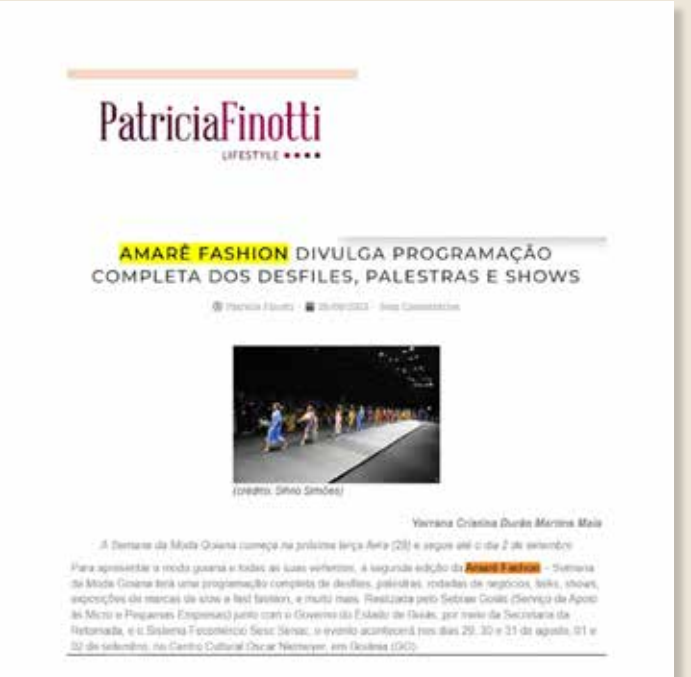 PatriciaFinotti
LIFESTYLE
AMARÊ FASHION DIVULGA PROGRAMAÇÃO
COMPLETA DOS DESFILES, PALESTRAS E SHOWS
Patricia Finotti Sem Comentários
(crédito: Silvio Simões)
Yorrana Cristina Durão Martins Maia
A Semana da Moda Goiana começa na próxima terça-feira (29) e segue até o dia 2 de setembro
Para apresentar a moda goiana e todas as suas vertentes, a segunda edição da Amarê Fashion – Semana
da Moda Goiana terá uma programação completa de desfiles, palestras, rodadas de negócios, talks, shows,
exposições de marcas de slow e fast fashion, e muito mais. Realizada pelo Sebrae Goiás (Serviço de Apoio
às Micro e Pequenas Empresas) junto com o Governo do Estado de Goiás, por meio da Secretaria da
Retomada, e o Sistema Fecomércio Sesc Senac, o evento acontecerá nos dias 29, 30 e 31 de agosto, 01 e
02 de setembro, no Centro Cultural Oscar Niemeyer, em Goiânia (GO).